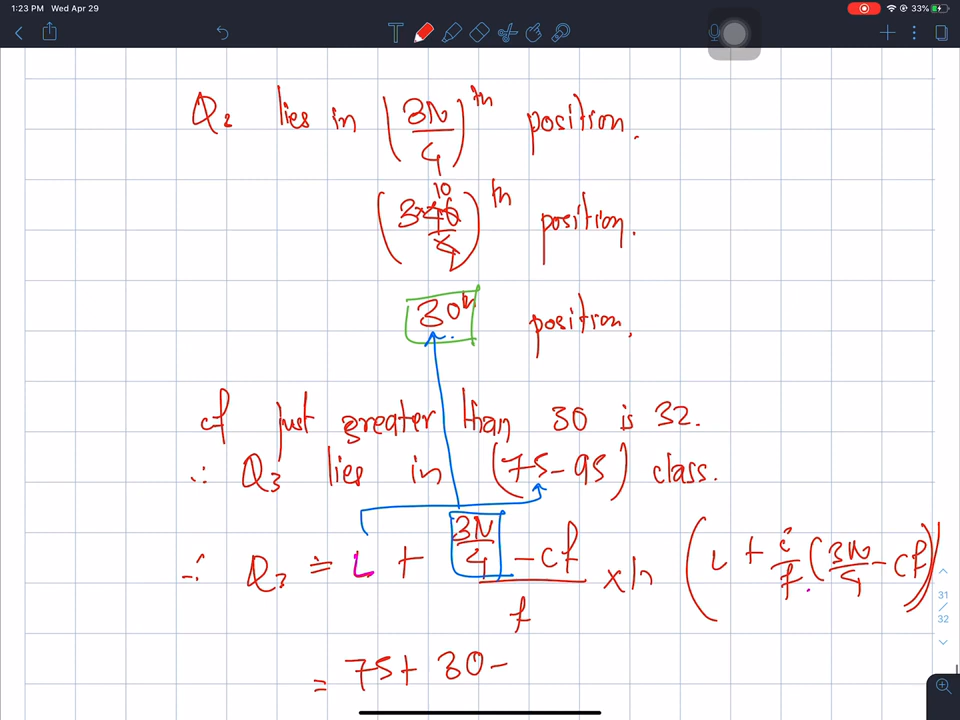 1:23 PM Wed Apr 29
33%
T
Q₂ lies in (3N/4)ᵗʰ position.
10
(3×40/4)ᵗʰ position.
30ᵗʰ position.
cf just greater than 30 is 32.
∴ Q₃ lies in (75-95) class.
∴ Q₃ = L + (3N/4 - cf)/f × h (L + i/f (3N/4 - cf))
= 75 + 30 -
31
/
32